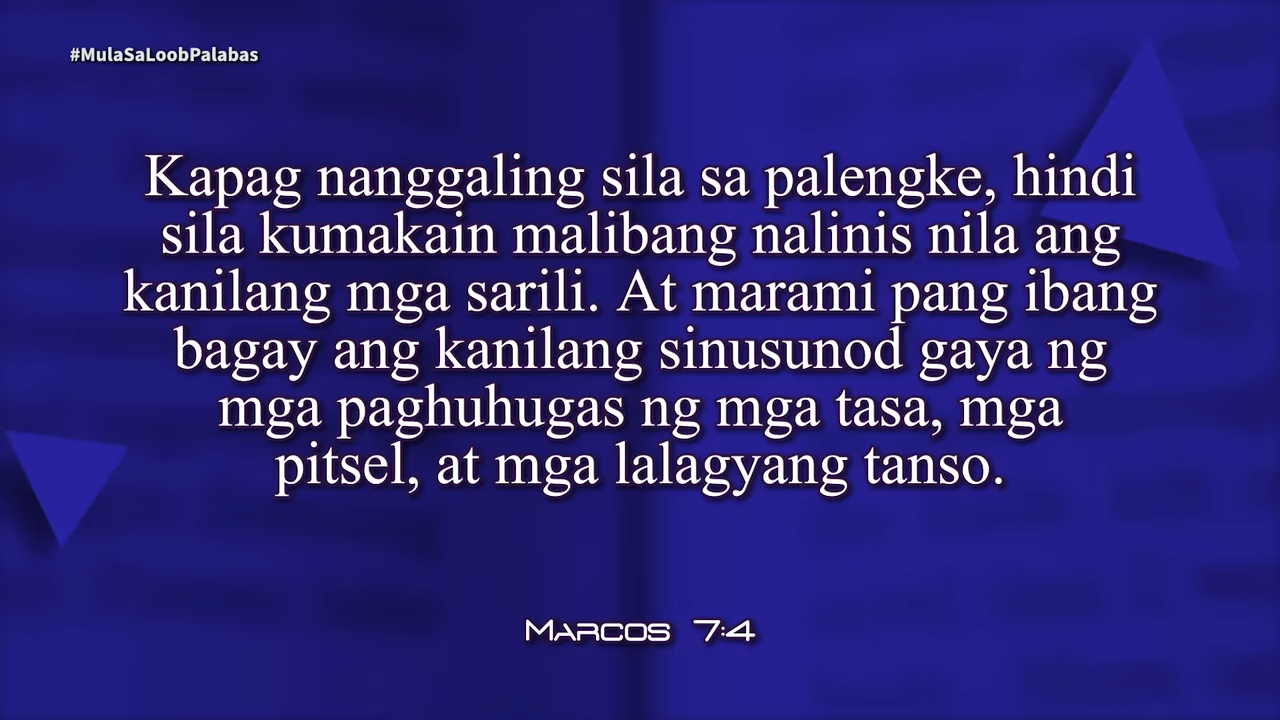 #MulaSaLoobPalabas
Kapag nanggaling sila sa palengke, hindi
sila kumakain malibang nalinis nila ang
kanilang mga sarili. At marami pang ibang
bagay ang kanilang sinusunod gaya ng
mga paghuhugas ng mga tasa, mga
pitsel, at mga lalagyang tanso.
Marcos 7:4